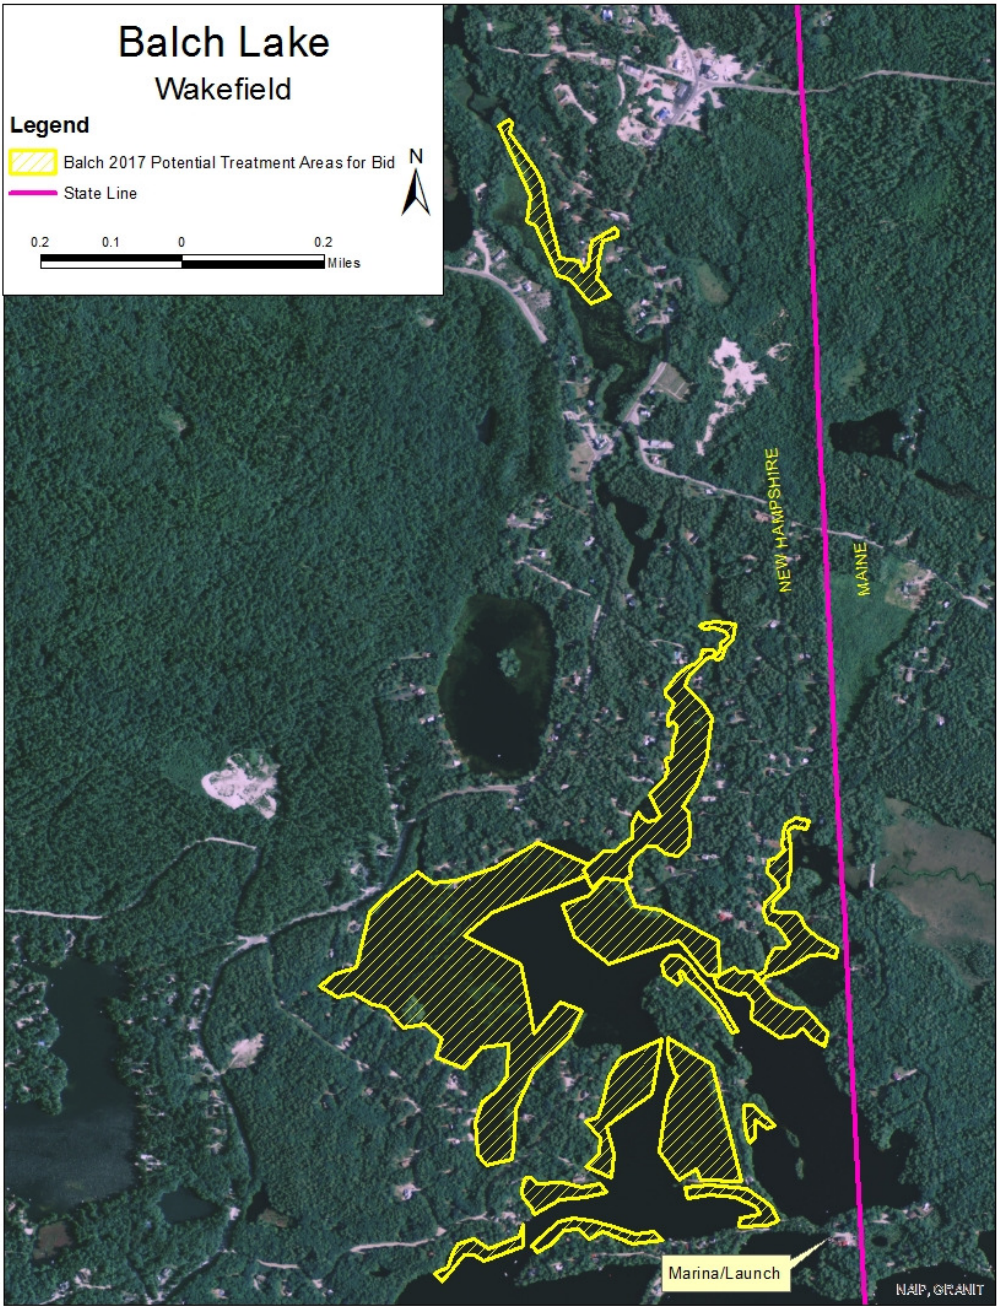 Balch Lake
Wakefield
Legend
Balch 2017 Potential Treatment Areas for Bid
State Line
N
0.2 0.1 0 0.2
Miles
NEW HAMPSHIRE
MAINE
Marina/Launch
NAIP, GRANIT